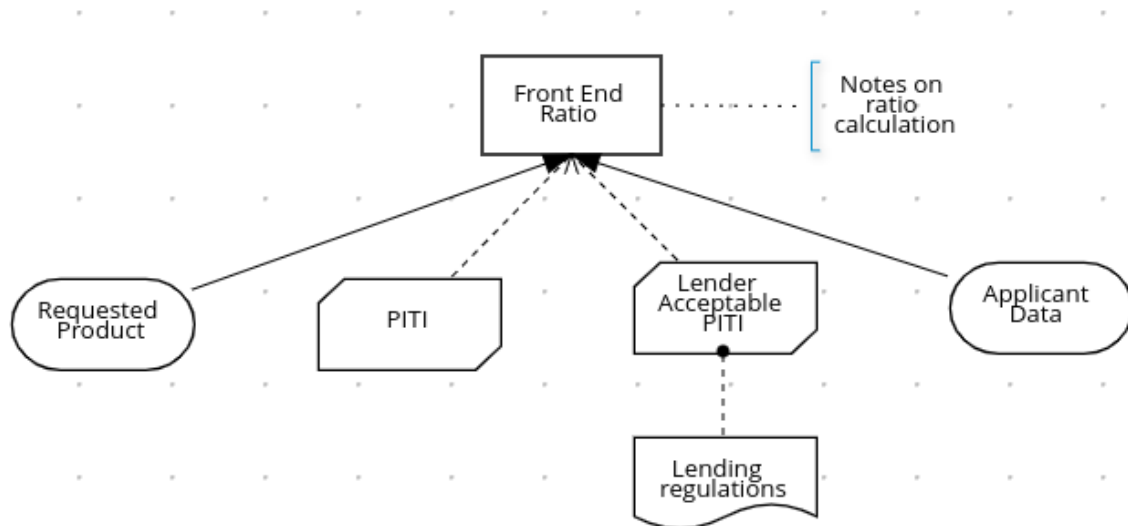 Front End
Ratio
Notes on
ratio
calculation
Requested
Product
PITI
Lender
Acceptable
PITI
Applicant
Data
Lending
regulations